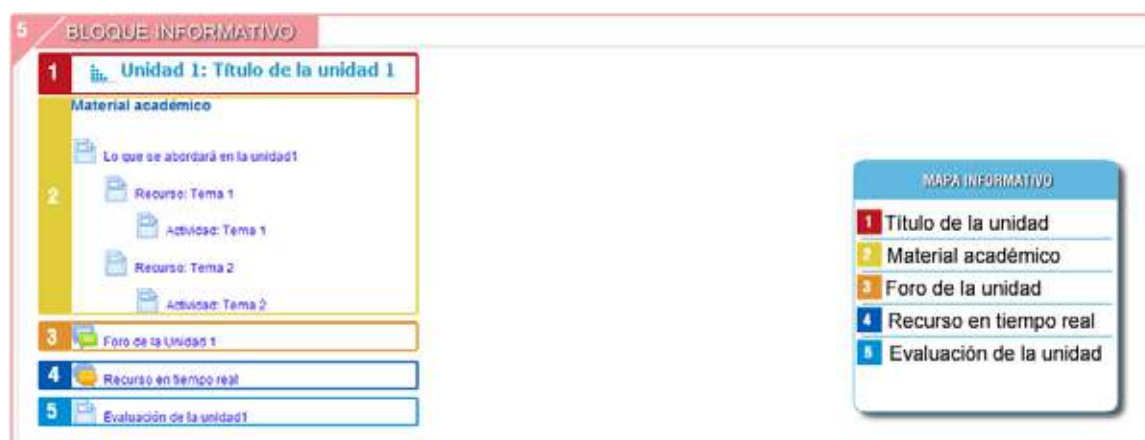 5 BLOQUE INFORMATIVO
1 Unidad 1: Título de la unidad 1
Material académico
Lo que se abordará en la unidad1
2 Recurso: Tema 1
Actividad: Tema 1
Recurso: Tema 2
Actividad: Tema 2
3 Foro de la Unidad 1
4 Recurso en tiempo real
5 Evaluación de la unidad1
MAPA INFORMATIVO
1 Título de la unidad
2 Material académico
3 Foro de la unidad
4 Recurso en tiempo real
5 Evaluación de la unidad